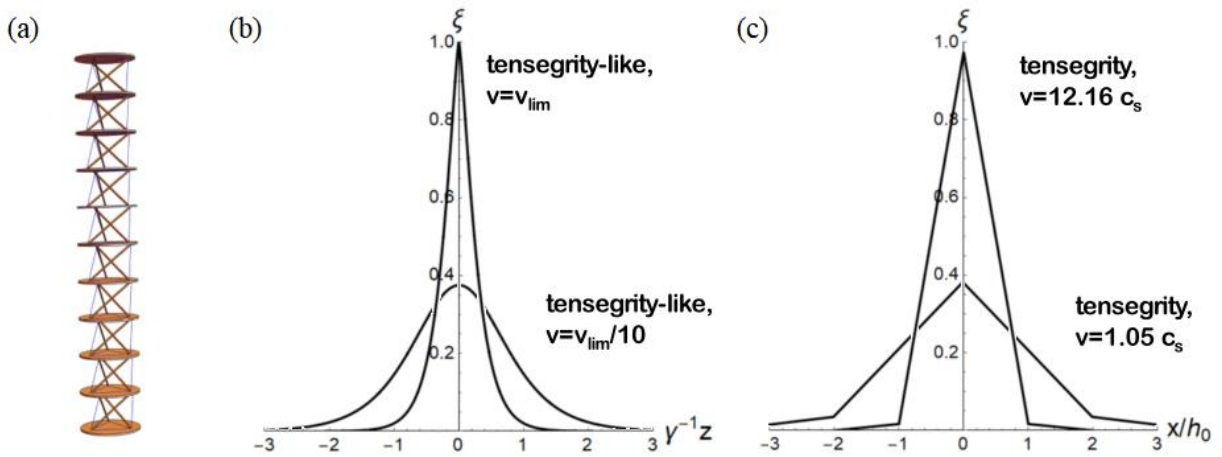 (a)
(b)
ξ
1.0
0.8
0.6
0.4
0.2
tensegrity-like,
v=v_lim
tensegrity-like,
v=v_lim/10
−3 −2 −1 0 1 2 3 γ⁻¹z
(c)
ξ
1.0
0.8
0.6
0.4
0.2
tensegrity,
v=12.16 c_s
tensegrity,
v=1.05 c_s
−3 −2 −1 0 1 2 3 x/h₀